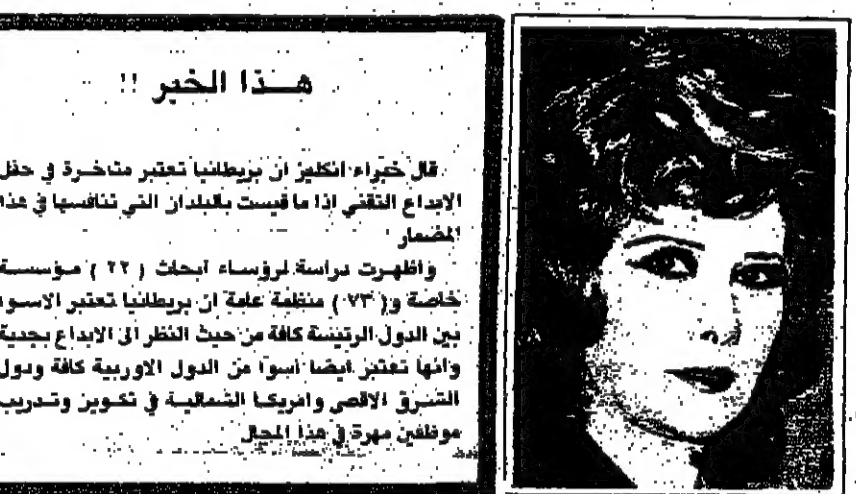 هـذا الخبر !!
قال خبراء انكليز ان بريطانيا تعتبر متاخرة في حقل
الابداع التقني اذا ما قيست بالبلدان التي تنافسها في هذا
المضمار
واظهرت دراسة لرؤساء ابحاث ( ٢٢ ) مؤسسة
خاصة و( ٧٣ ) منظمة عامة ان بريطانيا تعتبر الاسوا
بين الدول الرئيسة كافة من حيث النظر الى الابداع بجدية
وانها تعتبر ايضا اسوا من الدول الاوربية كافة ودول
الشرق الاقصى وامريكا الشمالية في تكوين وتدريب
موظفين مهرة في هذا المجال